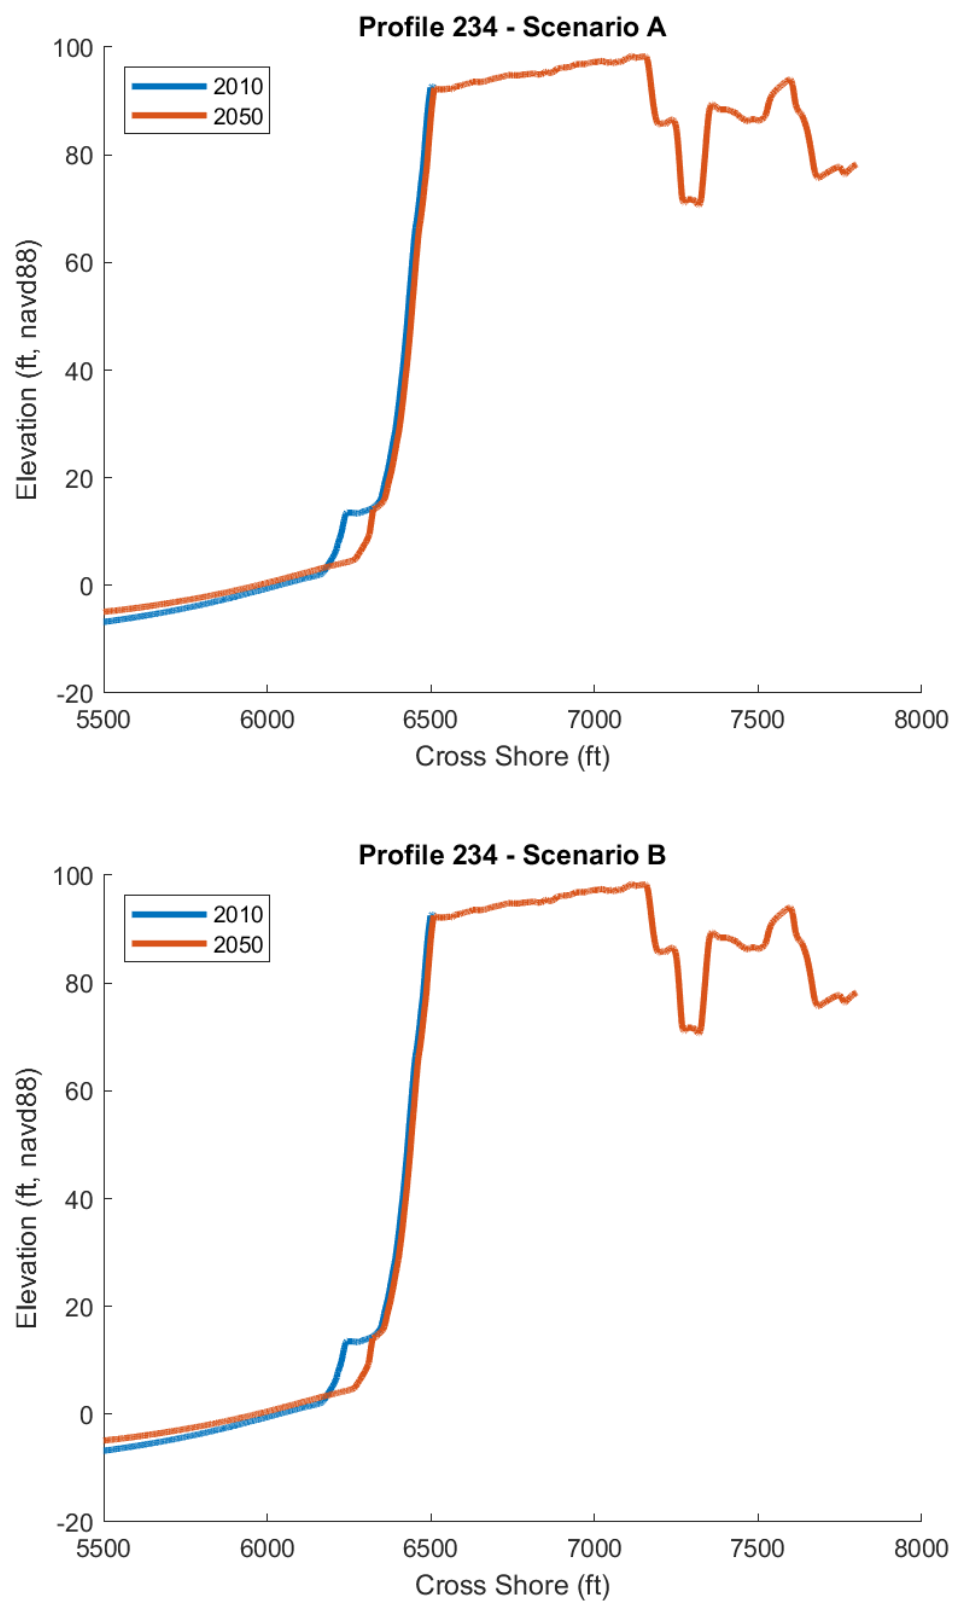 Profile 234 - Scenario A
100
80
60
40
20
0
-20
2010
2050
Elevation (ft, navd88)
5500 6000 6500 7000 7500 8000
Cross Shore (ft)
Profile 234 - Scenario B
100
80
60
40
20
0
-20
2010
2050
Elevation (ft, navd88)
5500 6000 6500 7000 7500 8000
Cross Shore (ft)